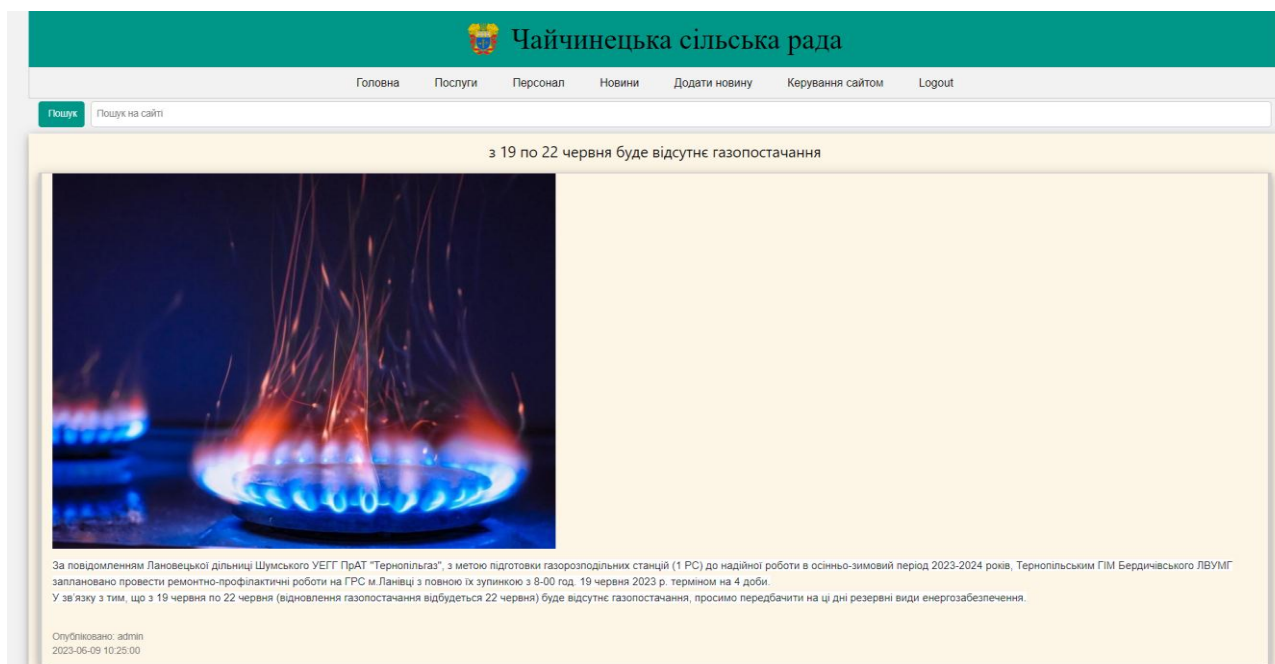 Чайчинецька сільська рада
Головна Послуги Персонал Новини Додати новину Керування сайтом Logout
Пошук Пошук на сайті
з 19 по 22 червня буде відсутнє газопостачання
За повідомленням Лановецької дільниці Шумського УЕГГ ПрАТ "Тернопільгаз", з метою підготовки газорозподільних станцій (1 РС) до надійної роботи в осінньо-зимовий період 2023-2024 років, Тернопільським ГІМ Бердичівського ЛВУМГ
заплановано провести ремонтно-профілактичні роботи на ГРС м.Ланівці з повною їх зупинкою з 8-00 год. 19 червня 2023 р. терміном на 4 доби.
У зв`язку з тим, що з 19 червня по 22 червня (відновлення газопостачання відбудеться 22 червня) буде відсутнє газопостачання, просимо передбачити на ці дні резервні види енергозабезпечення.
Опубліковано: admin
2023-06-09 10:25:00